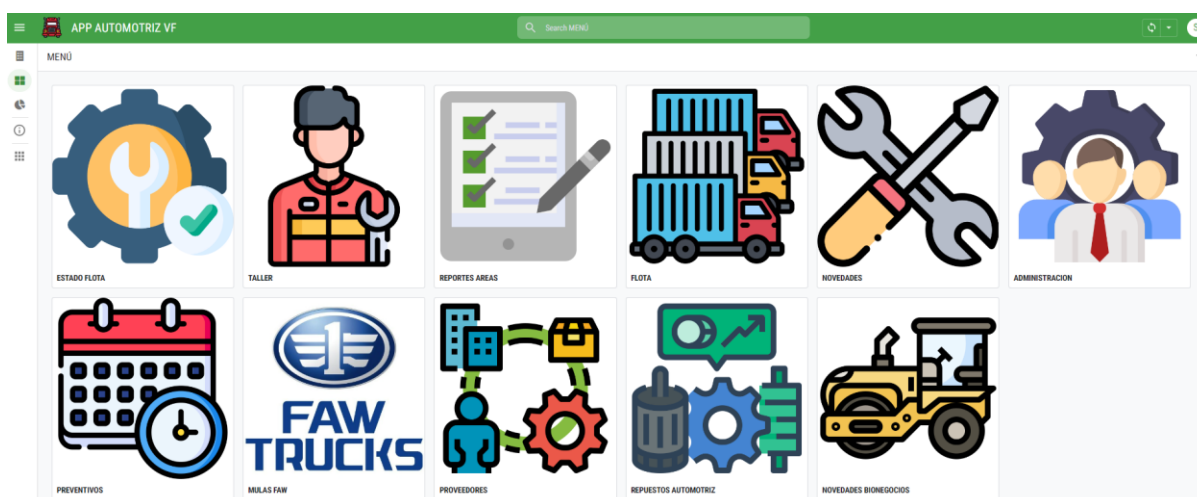 APP AUTOMOTRIZ VF
Search MENÚ
MENÚ
ESTADO FLOTA
TALLER
REPORTES AREAS
FLOTA
NOVEDADES
ADMINISTRACION
FAW
TRUCKS
PREVENTIVOS
MULAS FAW
PROVEEDORES
REPUESTOS AUTOMOTRIZ
NOVEDADES BIONEGOCIOS